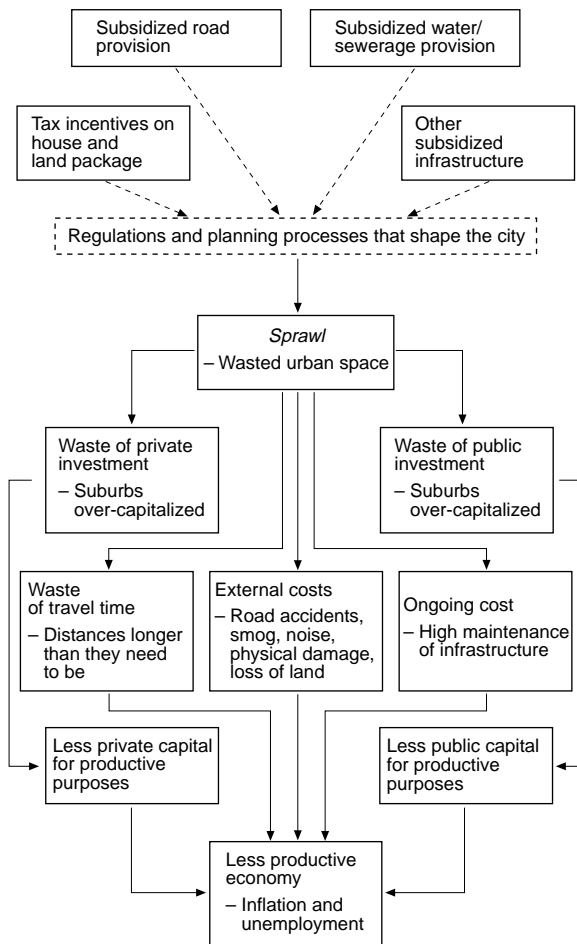 Subsidized road
provision
Subsidized water/
sewerage provision
Tax incentives on
house and
land package
Other
subsidized
infrastructure
Regulations and planning processes that shape the city
Sprawl
– Wasted urban space
Waste of private
investment
– Suburbs
over-capitalized
Waste of public
investment
– Suburbs
over-capitalized
Waste
of travel time
– Distances longer
than they need
to be
External costs
– Road accidents,
smog, noise,
physical damage,
loss of land
Ongoing cost
– High maintenance
of infrastructure
Less private capital
for productive
purposes
Less public capital
for productive
purposes
Less productive
economy
– Inflation and
unemployment